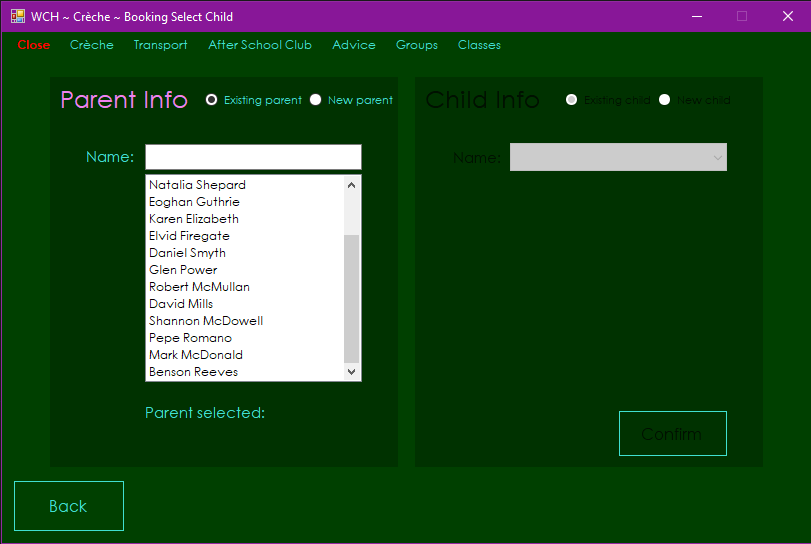 WCH ~ Crèche ~ Booking Select Child
Close Crèche Transport After School Club Advice Groups Classes
Parent Info Existing parent New parent
Name:
Natalia Shepard
Eoghan Guthrie
Karen Elizabeth
Elvid Firegate
Daniel Smyth
Glen Power
Robert McMullan
David Mills
Shannon McDowell
Pepe Romano
Mark McDonald
Benson Reeves
Parent selected:
Child Info Existing child New child
Name:
Confirm
Back